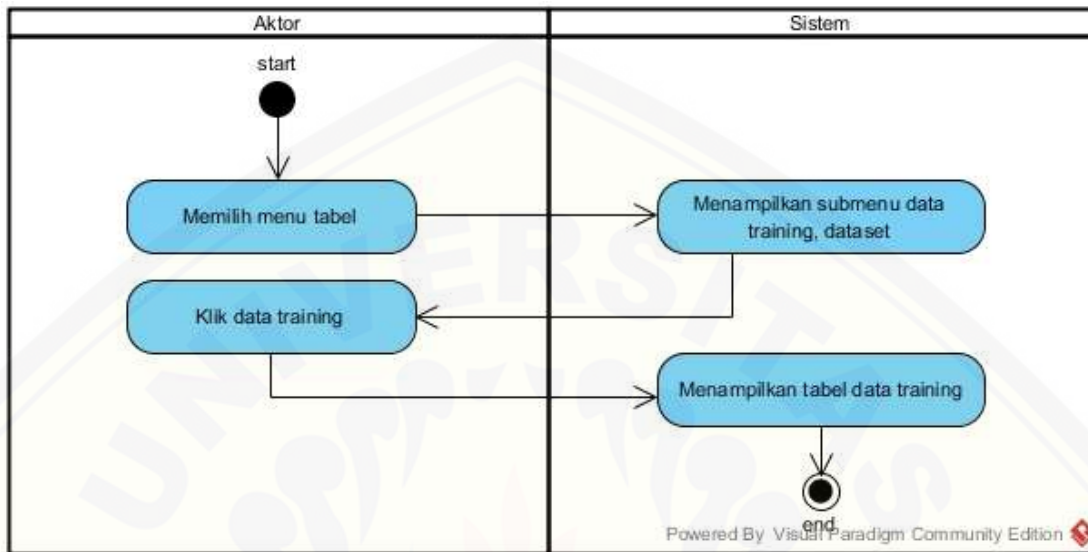 Aktor
Sistem
start
Memilih menu tabel
Menampilkan submenu data
training, dataset
Klik data training
Menampilkan tabel data training
end
Powered By Visual Paradigm Community Edition
UNIVERSITAS